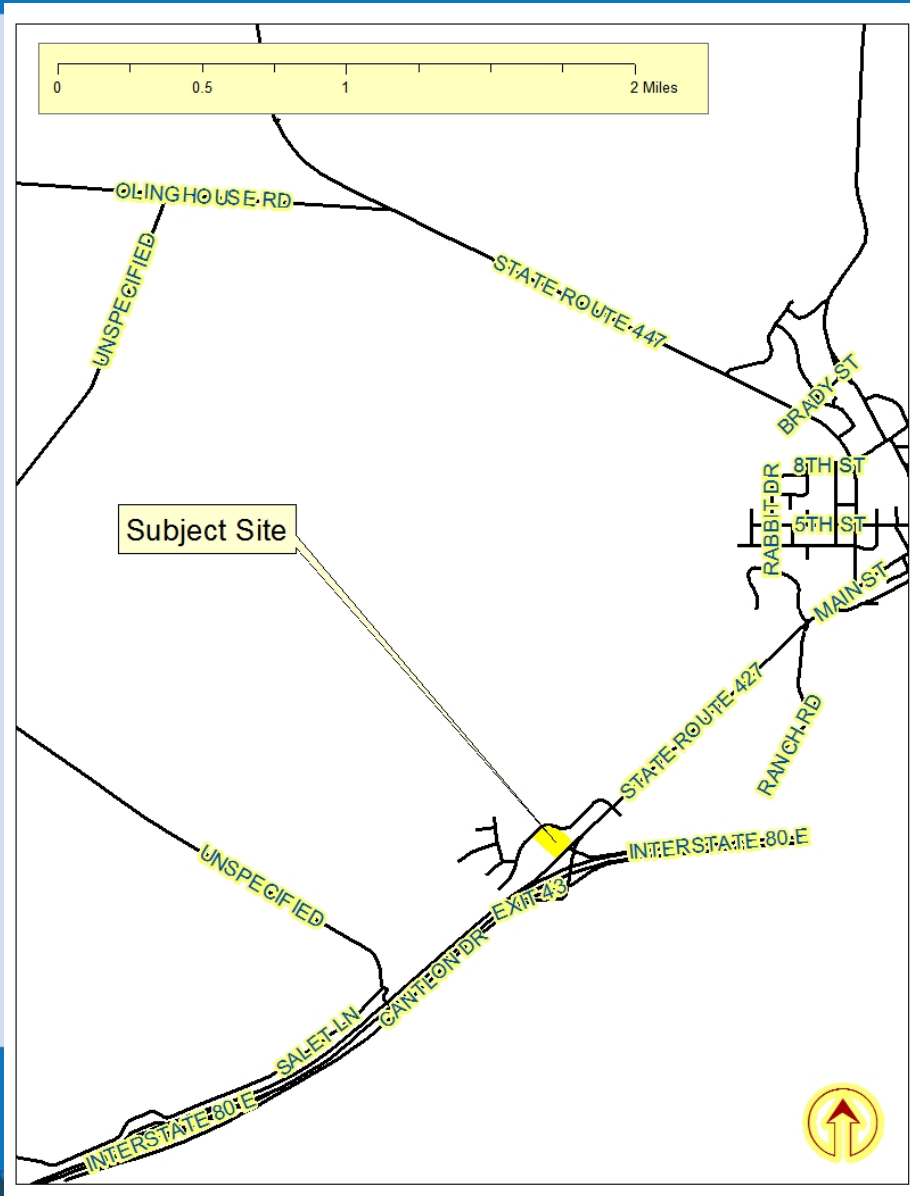 0 0.5 1 2 Miles
OLINGHOUSE RD
UNSPECIFIED
STATE ROUTE 447
BRADY ST
8TH ST
RABBIT DR
5TH ST
Subject Site
MAIN ST
STATE ROUTE 427
RANCH RD
INTERSTATE 80 E
UNSPECIFIED
EXIT 43
CANTLON DR
SALET LN
INTERSTATE 80 E